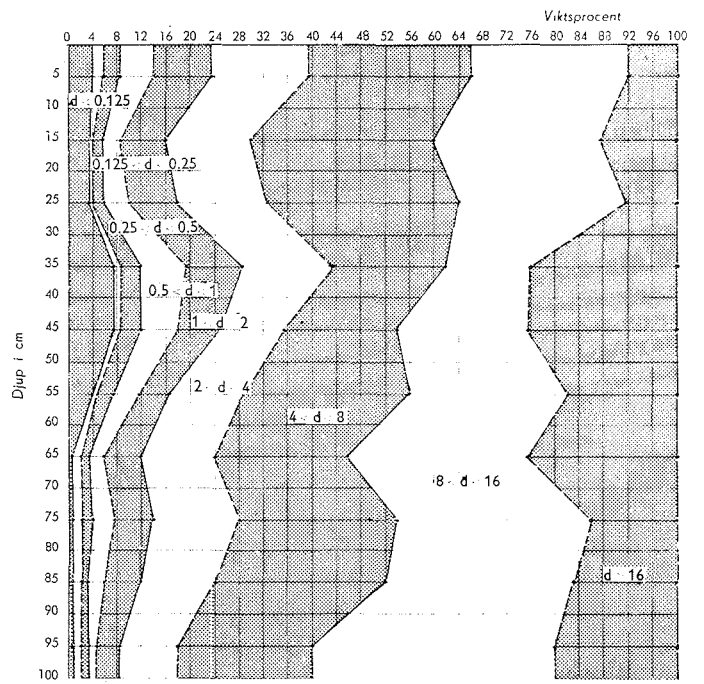 Viktsprocent
0 4 8 12 16 20 24 28 32 36 40 44 48 52 56 60 64 68 72 76 80 84 88 92 96 100
5
d < 0.125
10
15
0.125 < d < 0.25
20
25
0.25 < d < 0.5
30
35
0.5 < d < 1
40
1 < d < 2
45
Djup i cm
50
2 < d < 4
55
4 < d < 8
60
65
8 < d < 16
70
75
80
d > 16
85
90
95
100